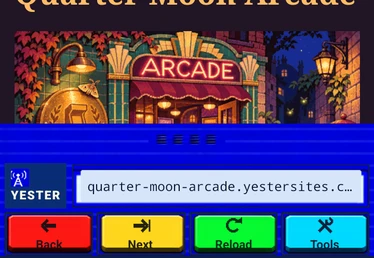 Quarter Moon Arcade
ARCADE
YESTER
quarter-moon-arcade.yestersites.c…
Back
Next
Reload
Tools